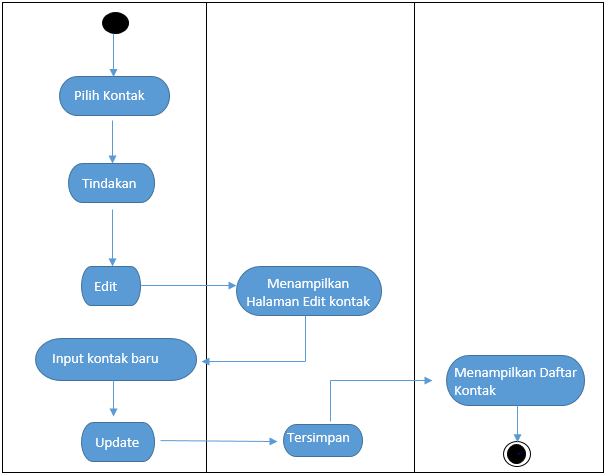 Pilih Kontak
Tindakan
Edit
Menampilkan
Halaman Edit kontak
Input kontak baru
Update
Tersimpan
Menampilkan Daftar
Kontak